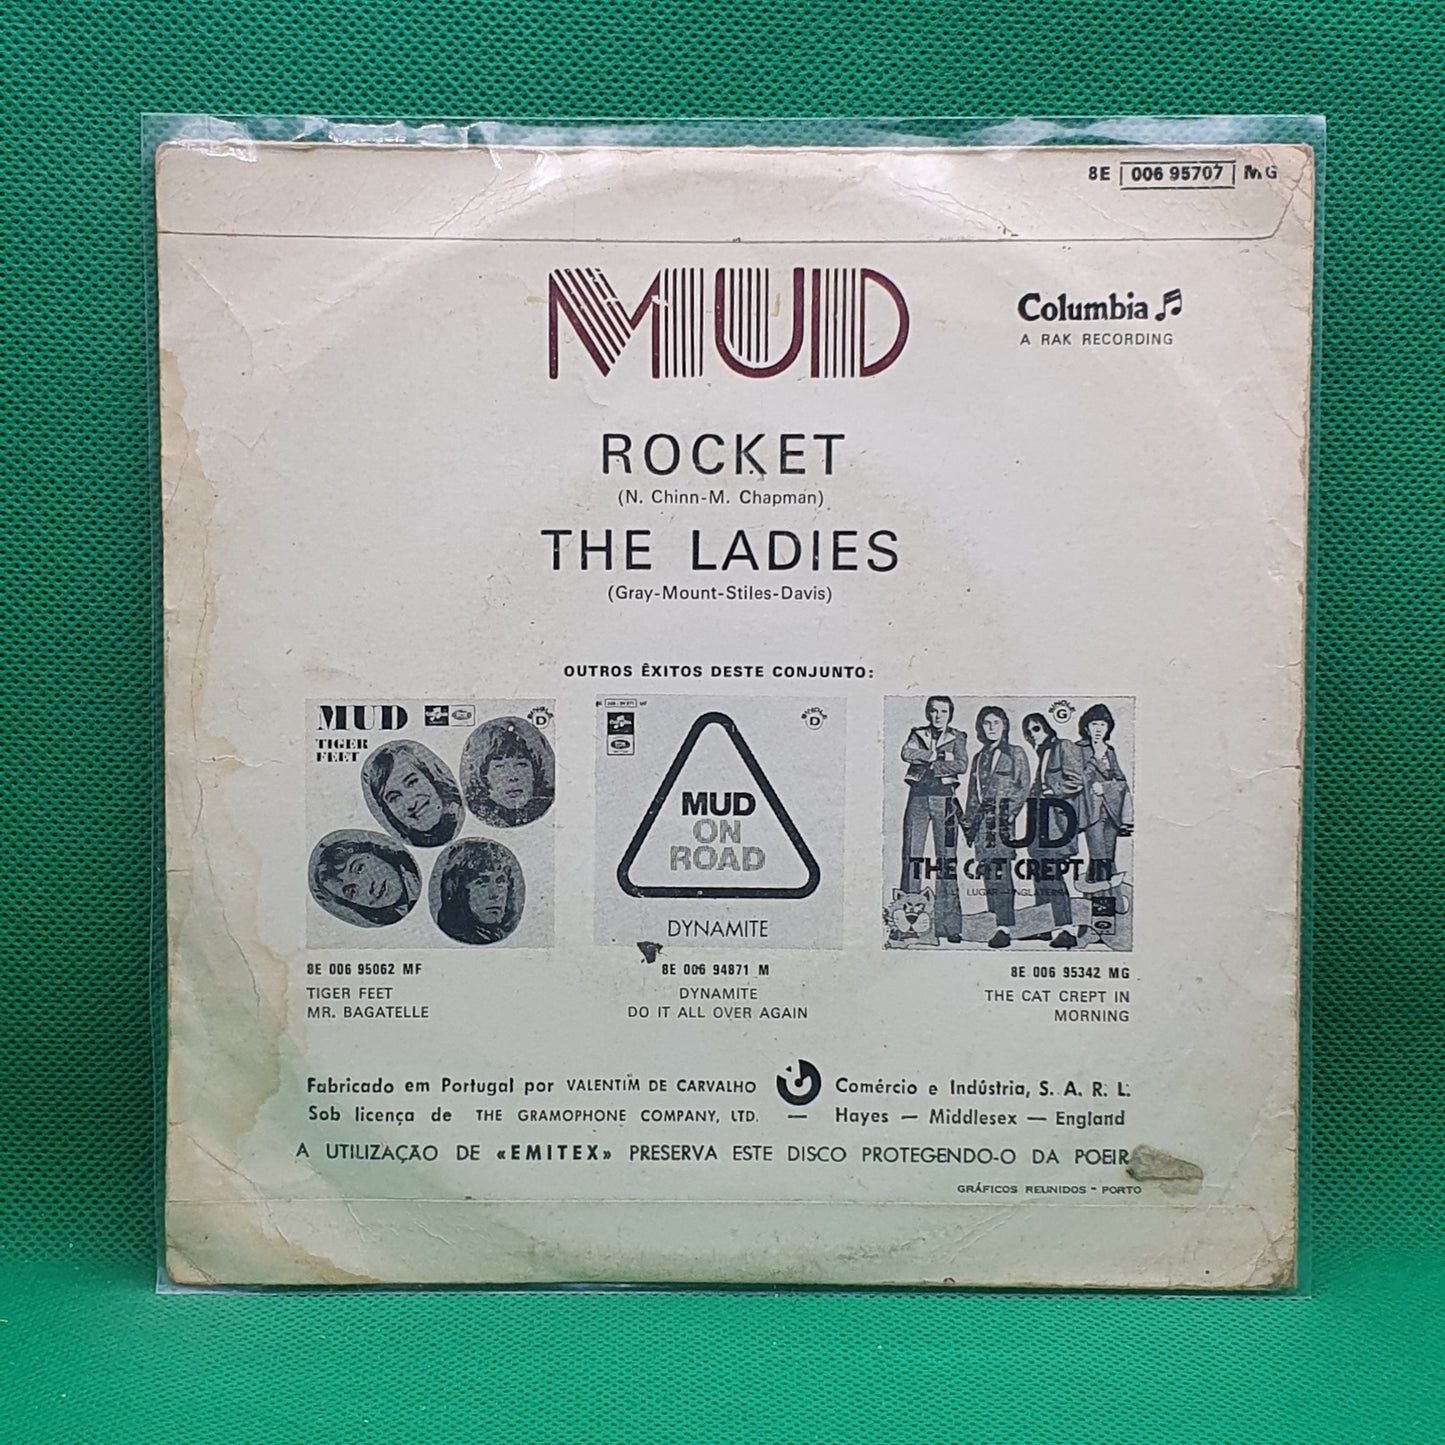 8E 006 95707 MG
MUD
Columbia
A RAK RECORDING
ROCKET
(N. Chinn-M. Chapman)
THE LADIES
(Gray-Mount-Stiles-Davis)
OUTROS ÊXITOS DESTE CONJUNTO:
MUD
TIGER
FEET
SINGLE
D
MUD
ON
ROAD
DYNAMITE
SINGLE
D
MUD
THE CAT CREPT IN
SINGLE
G
8E 006 95062 MF
TIGER FEET
MR. BAGATELLE
8E 006 94871 M
DYNAMITE
DO IT ALL OVER AGAIN
8E 006 95342 MG
THE CAT CREPT IN
MORNING
Fabricado em Portugal por VALENTIM DE CARVALHO Comércio e Indústria, S. A. R. L.
Sob licença de THE GRAMOPHONE COMPANY, LTD. — Hayes — Middlesex — England
A UTILIZAÇÃO DE «EMITEX» PRESERVA ESTE DISCO PROTEGENDO-O DA POEIR
GRÁFICOS REUNIDOS - PORTO